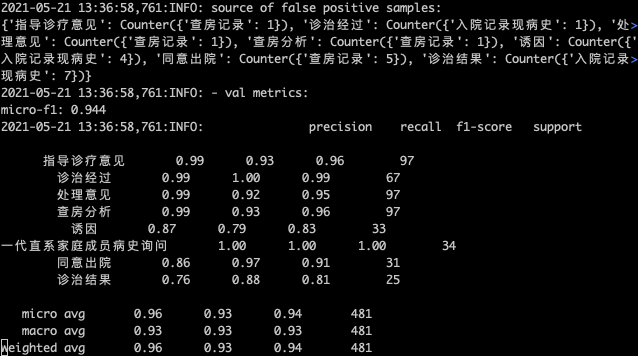 2021-05-21 13:36:58,761:INFO: source of false positive samples:
{'指导诊疗意见': Counter({'查房记录': 1}), '诊治经过': Counter({'入院记录现病史': 1}), '处>
理意见': Counter({'查房记录': 1}), '查房分析': Counter({'查房记录': 1}), '诱因': Counter({'
入院记录现病史': 4}), '同意出院': Counter({'查房记录': 5}), '诊治结果': Counter({'入院记录>
现病史': 7})}
2021-05-21 13:36:58,761:INFO: - val metrics:
micro-f1: 0.944
2021-05-21 13:36:58,761:INFO: precision recall f1-score support
指导诊疗意见 0.99 0.93 0.96 97
诊治经过 0.99 1.00 0.99 67
处理意见 0.99 0.92 0.95 97
查房分析 0.99 0.93 0.96 97
诱因 0.87 0.79 0.83 33
一代直系家庭成员病史询问 1.00 1.00 1.00 34
同意出院 0.86 0.97 0.91 31
诊治结果 0.76 0.88 0.81 25
micro avg 0.96 0.93 0.94 481
macro avg 0.93 0.93 0.93 481
weighted avg 0.96 0.93 0.94 481